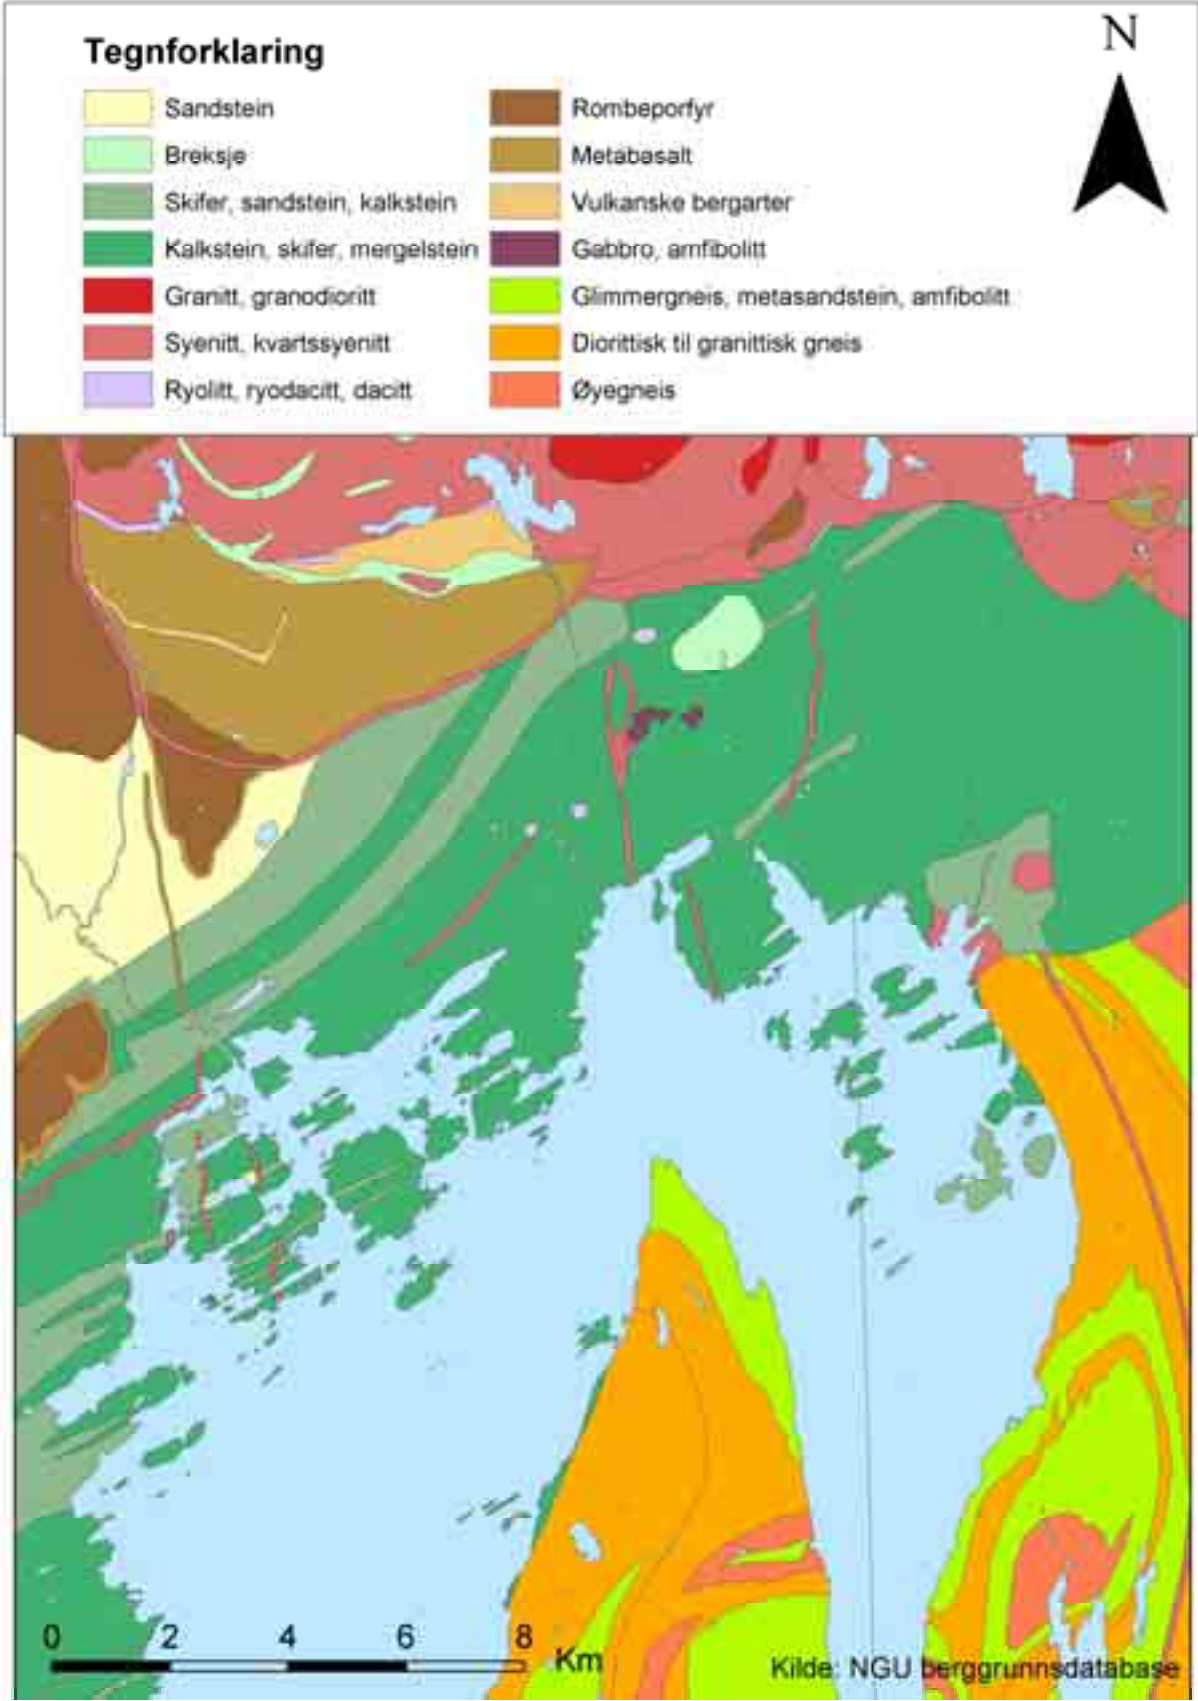 N
Tegnforklaring
Sandstein
Breksje
Skifer, sandstein, kalkstein
Kalkstein, skifer, mergelstein
Granitt, granodioritt
Syenitt, kvartssyenitt
Ryolitt, ryodacitt, dacitt
Rombeporfyr
Metabasalt
Vulkanske bergarter
Gabbro, amfibolitt
Glimmergneis, metasandstein, amfibolitt
Diorittisk til granittisk gneis
Øyegneis
0 2 4 6 8 Km
Kilde: NGU berggrunnsdatabase